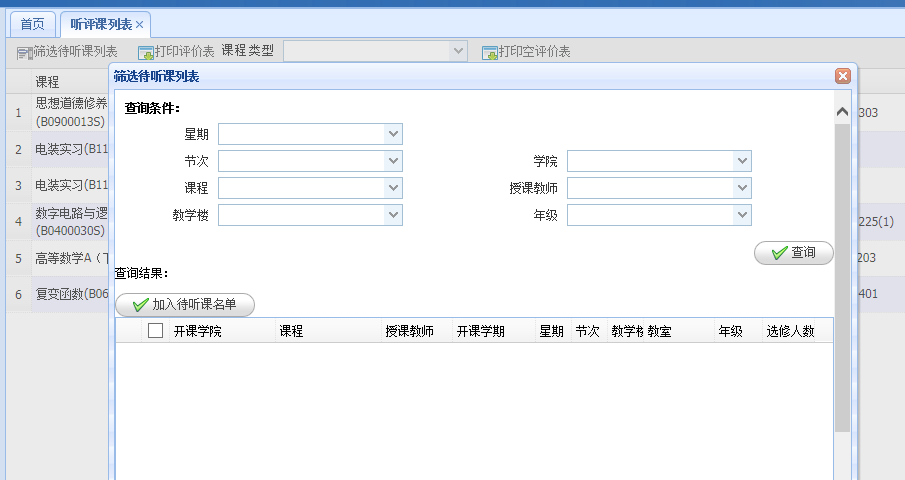 首页 听评课列表
筛选待听课列表 打印评价表 课程类型 打印空评价表
筛选待听课列表
课程
查询条件：
1 思想道德修养 303
(B0900013S)
星期
2 电装实习(B11
节次 学院
3 电装实习(B11
课程 授课教师
4 数字电路与逻 225(1)
(B0400030S)
教学楼 年级
查询
5 高等数学A（丁 203
查询结果：
6 复变函数(B06 401
加入待听课名单
开课学院 课程 授课教师 开课学期 星期 节次 教学楼 教室 年级 选修人数